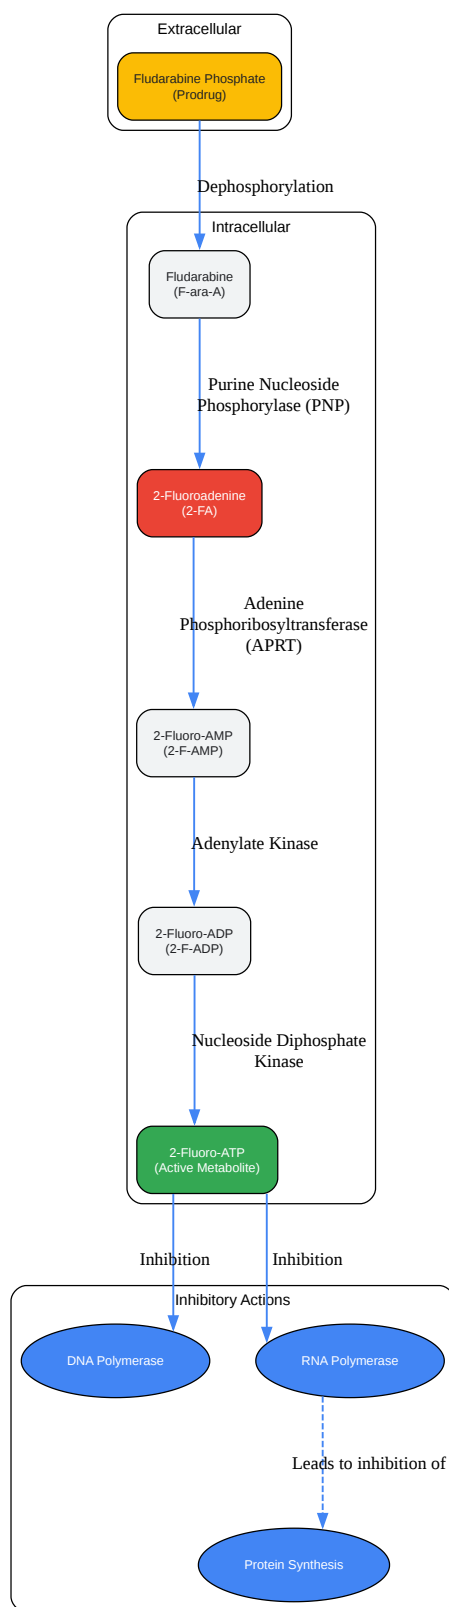 Extracellular
Fludarabine Phosphate
(Prodrug)
Dephosphorylation
Intracellular
Fludarabine
(F-ara-A)
Purine Nucleoside
Phosphorylase (PNP)
2-Fluoroadenine
(2-FA)
Adenine
Phosphoribosyltransferase
(APRT)
2-Fluoro-AMP
(2-F-AMP)
Adenylate Kinase
2-Fluoro-ADP
(2-F-ADP)
Nucleoside Diphosphate
Kinase
2-Fluoro-ATP
(Active Metabolite)
Inhibition
Inhibition
Inhibitory Actions
DNA Polymerase
RNA Polymerase
Leads to inhibition of
Protein Synthesis